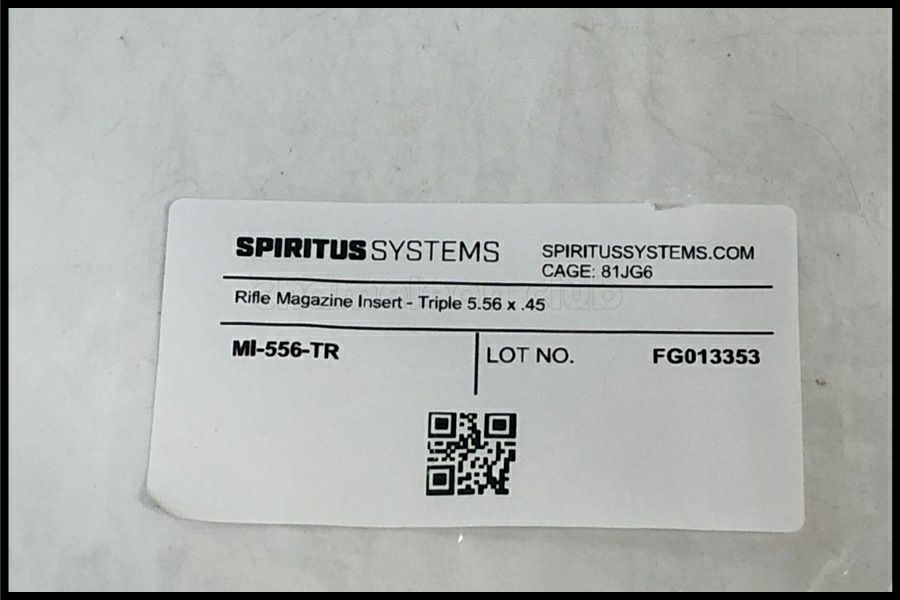 SPIRITUS SYSTEMS
SPIRITUSSYSTEMS.COM
CAGE: 81JG6
Rifle Magazine Insert - Triple 5.56 x .45
MI-556-TR
LOT NO.
FG013353